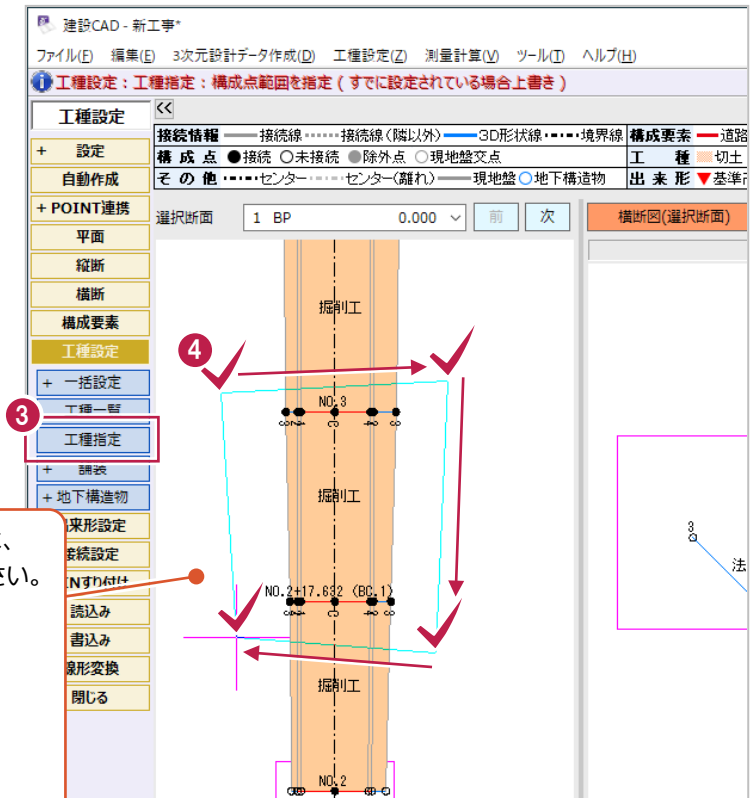 建設CAD - 新工事*
ファイル(F) 編集(E) 3次元設計データ作成(D) 工種設定(Z) 測量計算(V) ツール(T) ヘルプ(H)
工種設定：工種指定：構成点範囲を指定（すでに設定されている場合上書き）
工種設定
<<
接続情報 接続線 接続線(隣以外) 3D形状線 境界線 構成要素 道路
構成点 ●接続 ○未接続 ●除外点 ○現地盤交点 工種 切土
その他 センター センター(離れ) 現地盤 ○地下構造物 出来形 ▼基準
選択断面 1 BP 0.000 前 次 横断図(選択断面)
+ 設定
自動作成
+ POINT連携
平面
縦断
横断
構成要素
工種設定
+ 一括設定
工種一覧
3
工種指定
+ 舗装
+ 地下構造物
出来形設定
接続設定
TINすり付け
読込み
書込み
線形変換
閉じる
、
さい。
掘削工
4
NO.3
掘削工
NO.2+17.632 (BC.1)
掘削工
NO.2
3
法